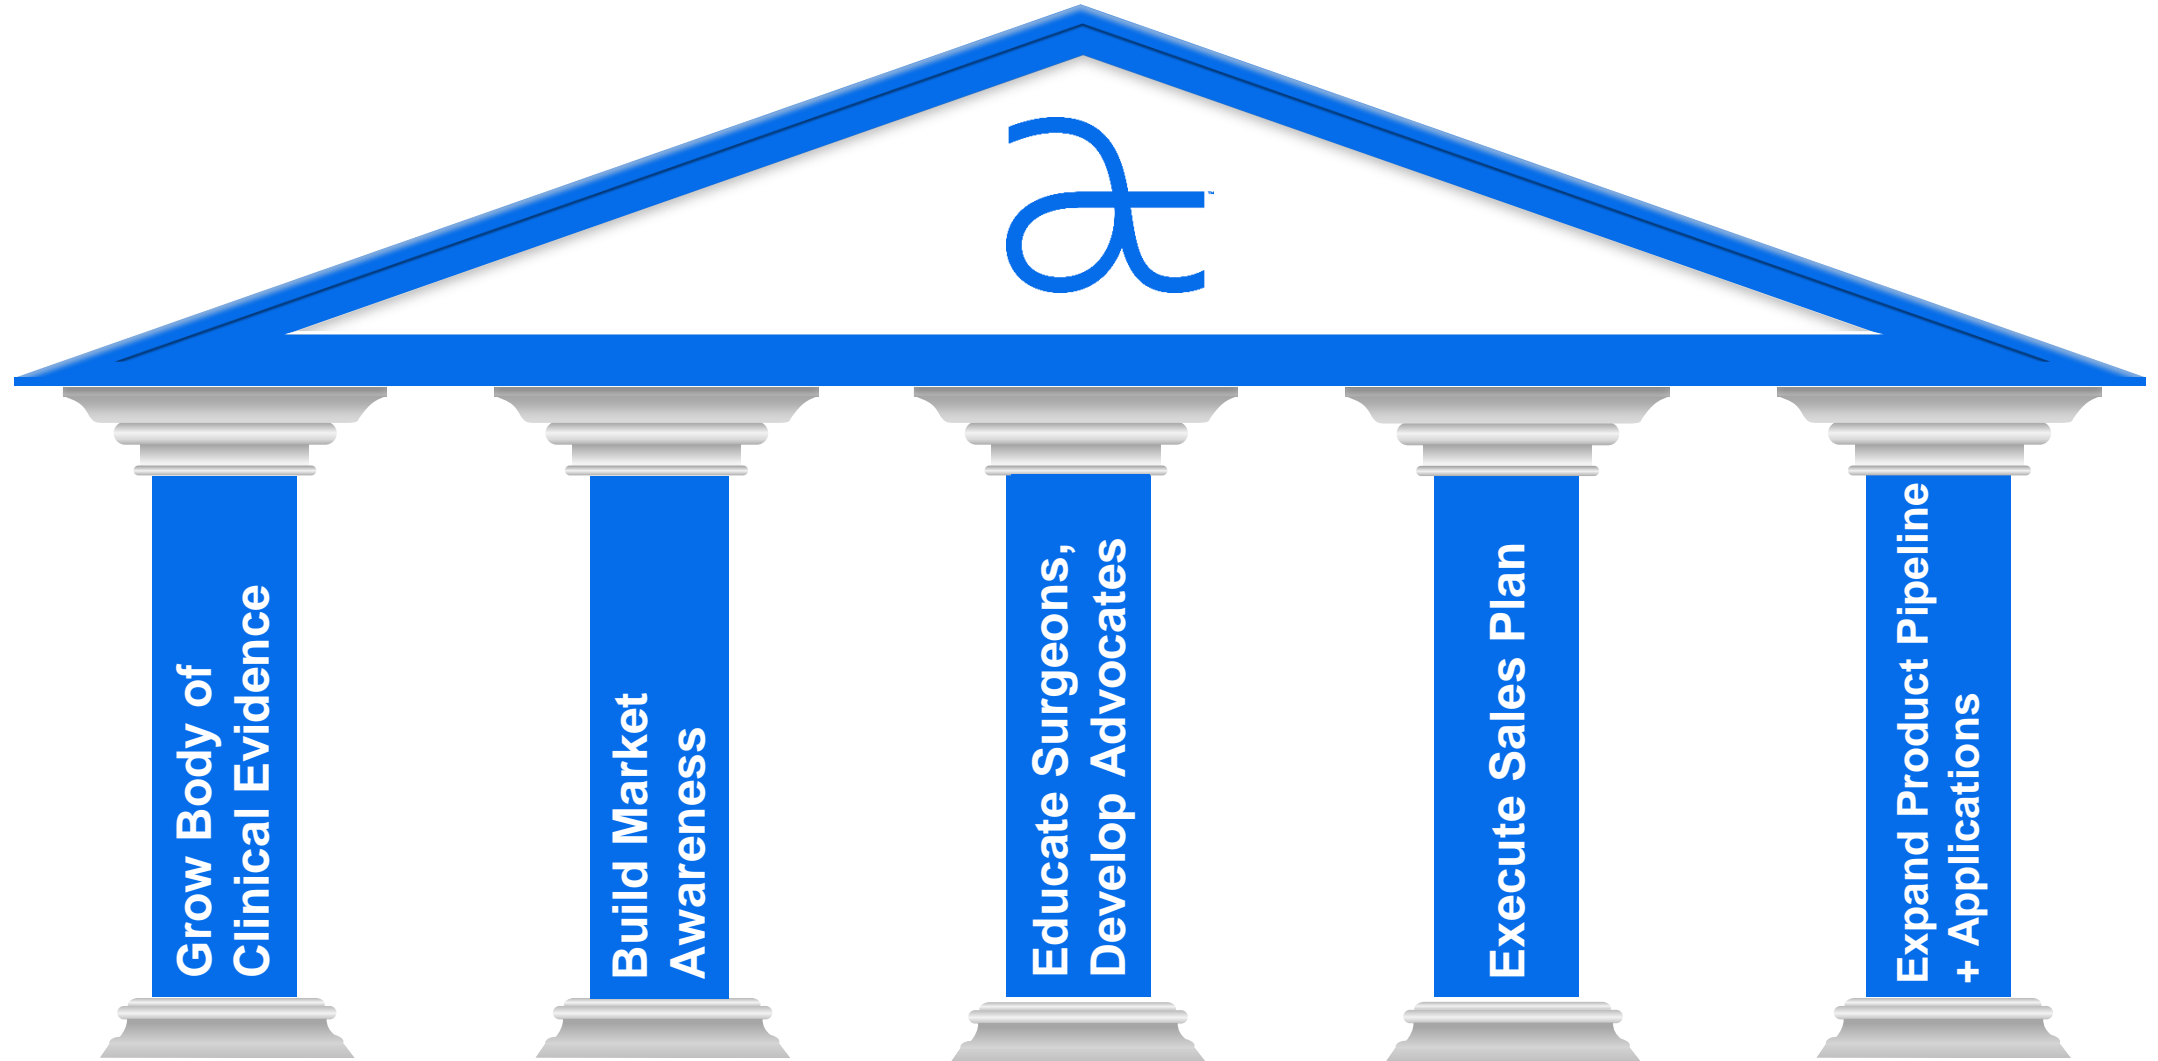 a
™
Grow Body of
Clinical Evidence
Build Market
Awareness
Educate Surgeons,
Develop Advocates
Execute Sales Plan
Expand Product Pipeline
+ Applications